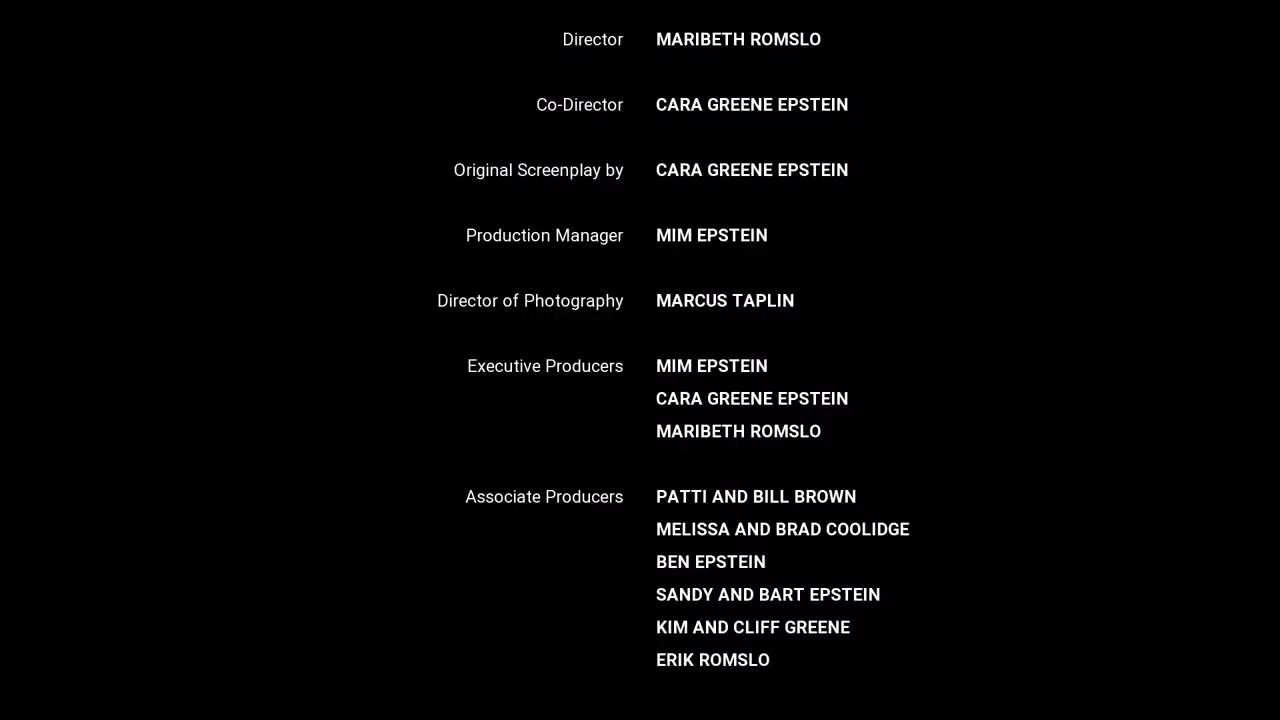 Director MARIBETH ROMSLO
Co-Director CARA GREENE EPSTEIN
Original Screenplay by CARA GREENE EPSTEIN
Production Manager MIM EPSTEIN
Director of Photography MARCUS TAPLIN
Executive Producers MIM EPSTEIN
CARA GREENE EPSTEIN
MARIBETH ROMSLO
Associate Producers PATTI AND BILL BROWN
MELISSA AND BRAD COOLIDGE
BEN EPSTEIN
SANDY AND BART EPSTEIN
KIM AND CLIFF GREENE
ERIK ROMSLO